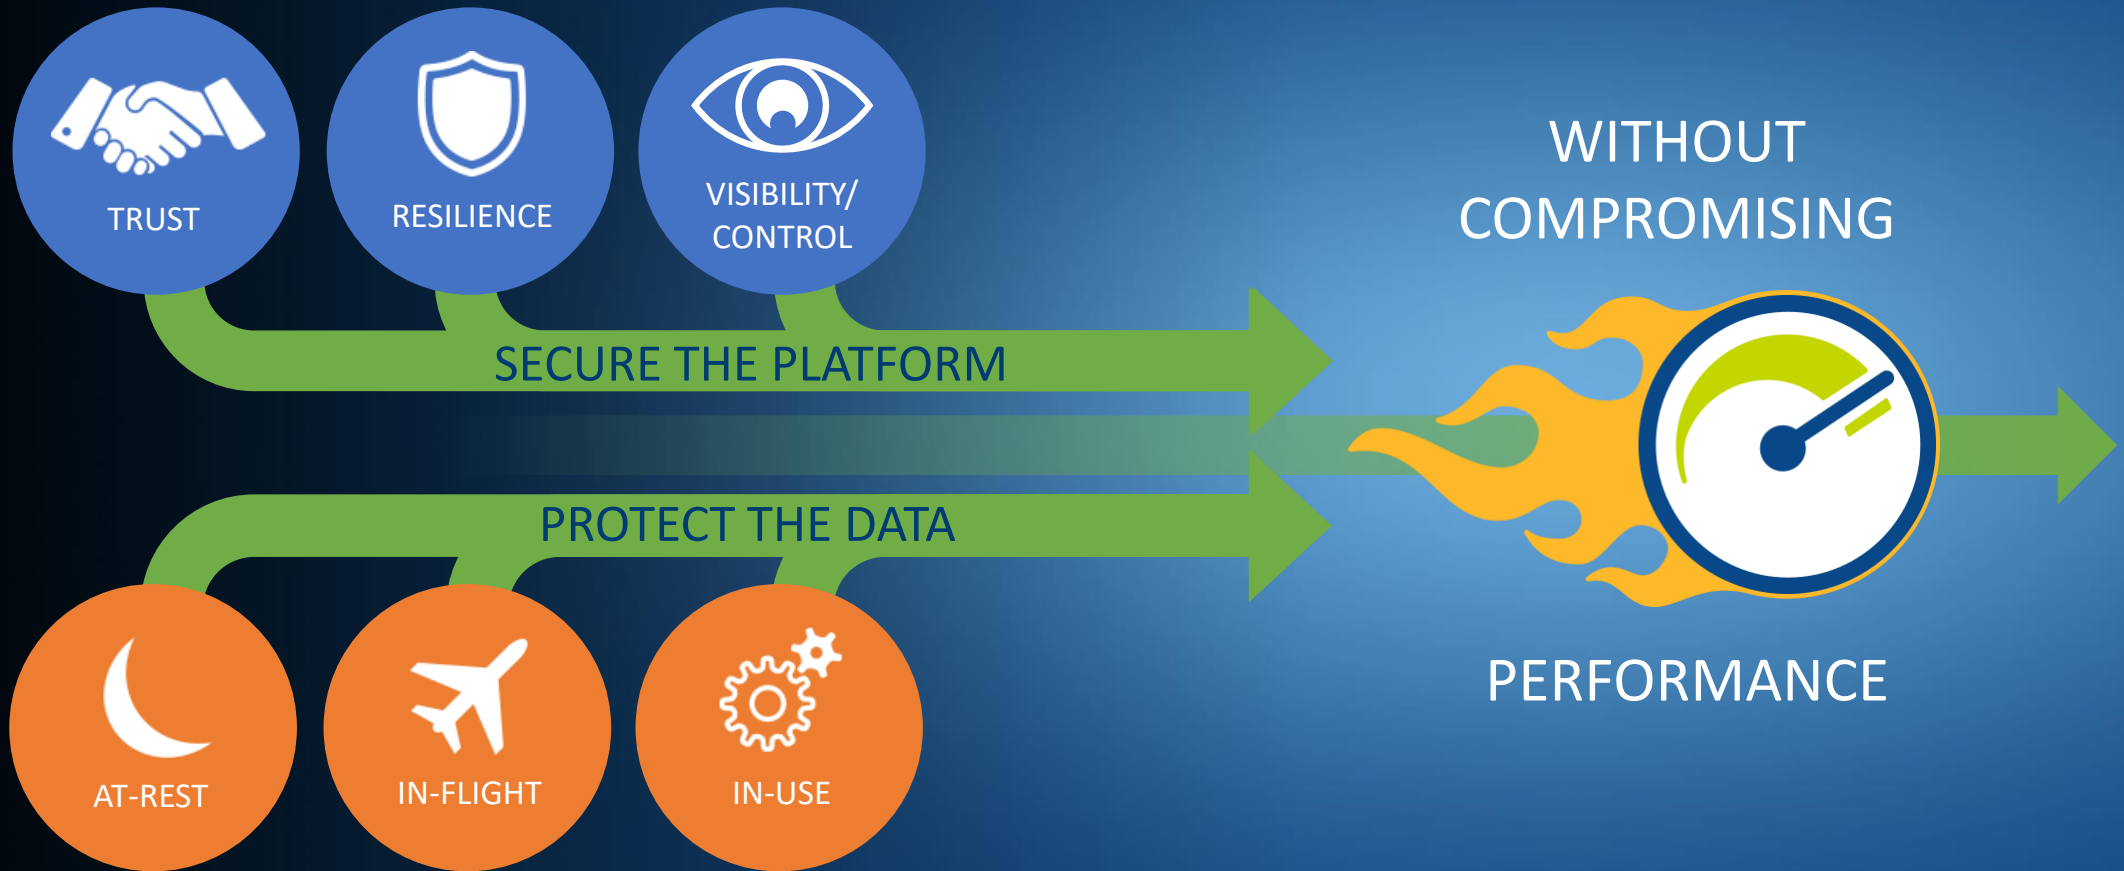 TRUST
RESILIENCE
VISIBILITY/
CONTROL
SECURE THE PLATFORM
PROTECT THE DATA
AT-REST
IN-FLIGHT
IN-USE
WITHOUT
COMPROMISING
PERFORMANCE